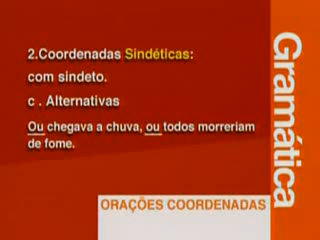 2.Coordenadas Sindéticas:
com sindeto.
c . Alternativas
Ou chegava a chuva, ou todos morreriam
de fome.
ORAÇÕES COORDENADAS
Gramática